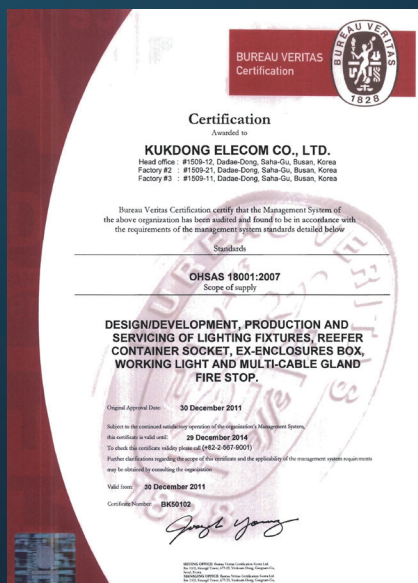 BUREAU VERITAS
Certification
BUREAU VERITAS
1828
Certification
Awarded to
KUKDONG ELECOM CO., LTD.
Head office : #1509-12, Dadae-Dong, Saha-Gu, Busan, Korea
Factory #2 : #1509-21, Dadae-Dong, Saha-Gu, Busan, Korea
Factory #3 : #1509-11, Dadae-Dong, Saha-Gu, Busan, Korea
Bureau Veritas Certification certify that the Management System of
the above organization has been audited and found to be in accordance with
the requirements of the management system standards detailed below
Standards
OHSAS 18001:2007
Scope of supply
DESIGN/DEVELOPMENT, PRODUCTION AND
SERVICING OF LIGHTING FIXTURES, REEFER
CONTAINER SOCKET, EX-ENCLOSURES BOX,
WORKING LIGHT AND MULTI-CABLE GLAND
FIRE STOP.
Original Approval Date: 30 December 2011
Subject to the continued satisfactory operation of the organization's Management System,
this certificate is valid until: 29 December 2014
To check this certificate validity please call (+82-2-567-9001)
Further clarifications regarding the scope of this certificate and the applicability of the management system requirements
may be obtained by consulting the organization
Valid from: 30 December 2011
Certificate Number: BK50102